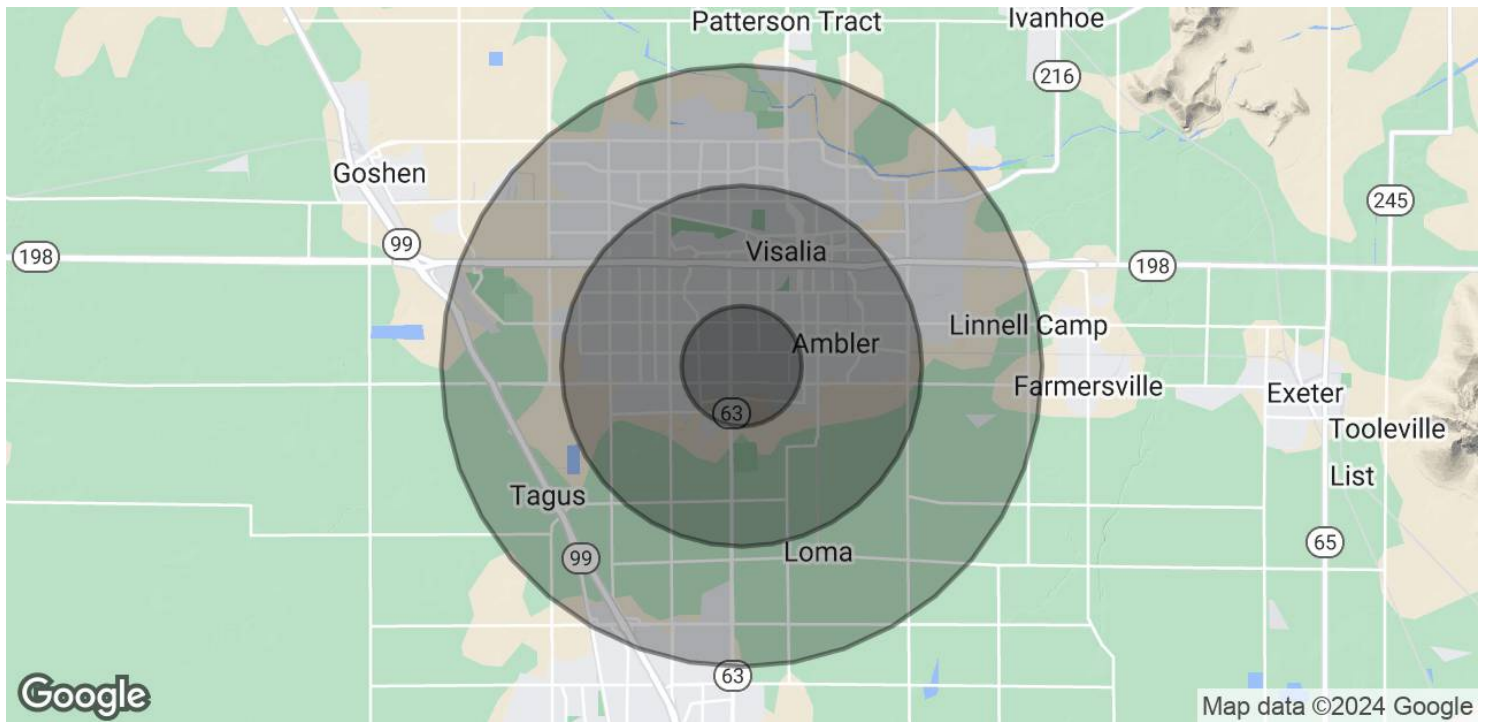 Patterson Tract
Ivanhoe
216
Goshen
245
99
Visalia
198
198
Linnell Camp
Ambler
Farmersville
Exeter
63
Tooleville
List
Tagus
65
Loma
99
63
Google
Map data ©2024 Google